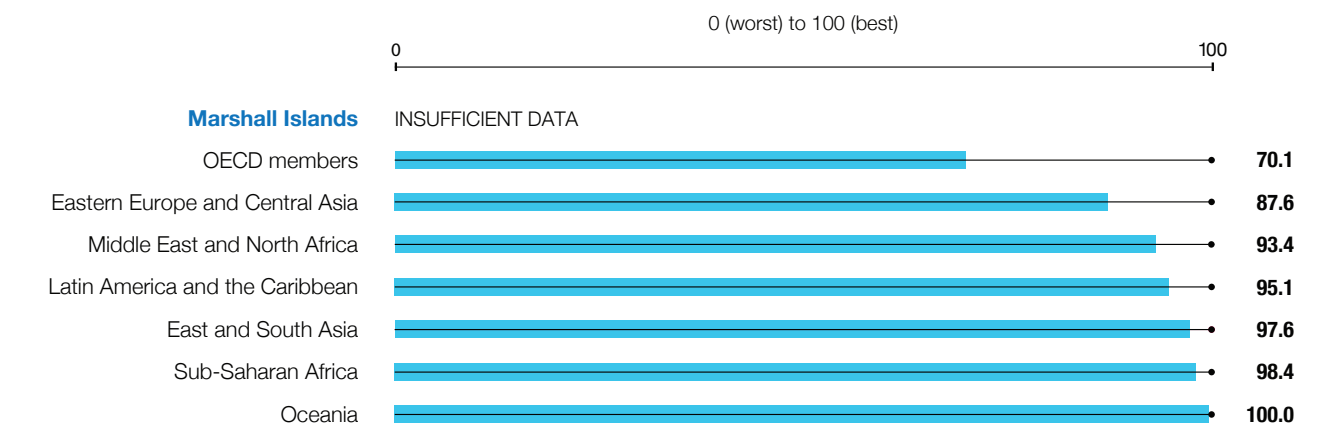 0 (worst) to 100 (best)
0 100
Marshall Islands INSUFFICIENT DATA
OECD members 70.1
Eastern Europe and Central Asia 87.6
Middle East and North Africa 93.4
Latin America and the Caribbean 95.1
East and South Asia 97.6
Sub-Saharan Africa 98.4
Oceania 100.0